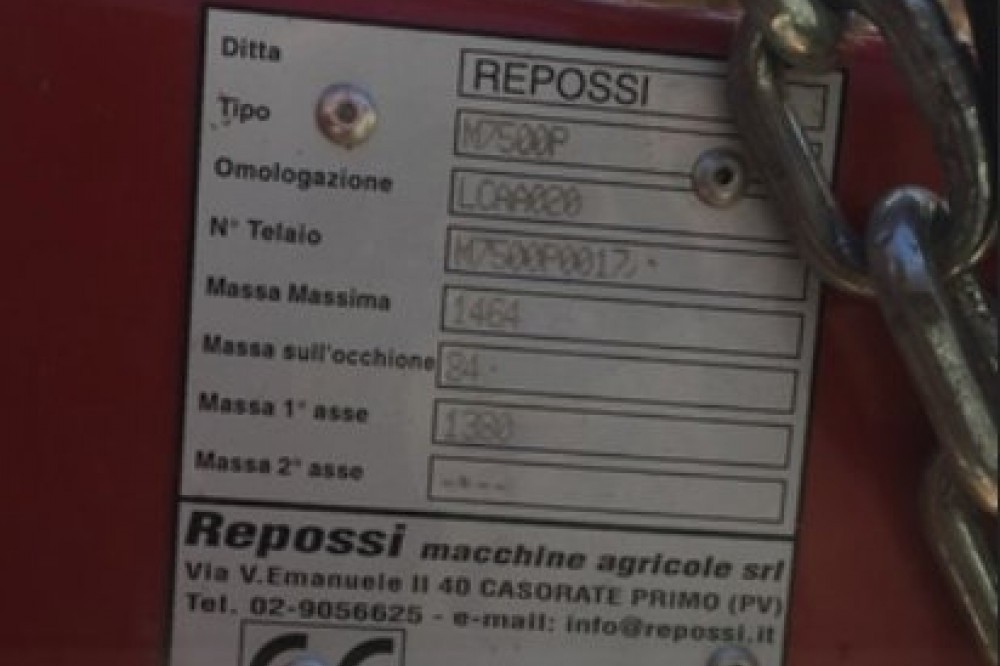 Ditta REPOSSI
Tipo M7500P
Omologazione LCAA020
N° Telaio M7500P0017
Massa Massima 1464
Massa sull'occhione 84
Massa 1° asse 1380
Massa 2° asse ----
Repossi macchine agricole srl
Via V.Emanuele II 40 CASORATE PRIMO (PV)
Tel. 02-9056625 - e-mail: info@repossi.it
CE